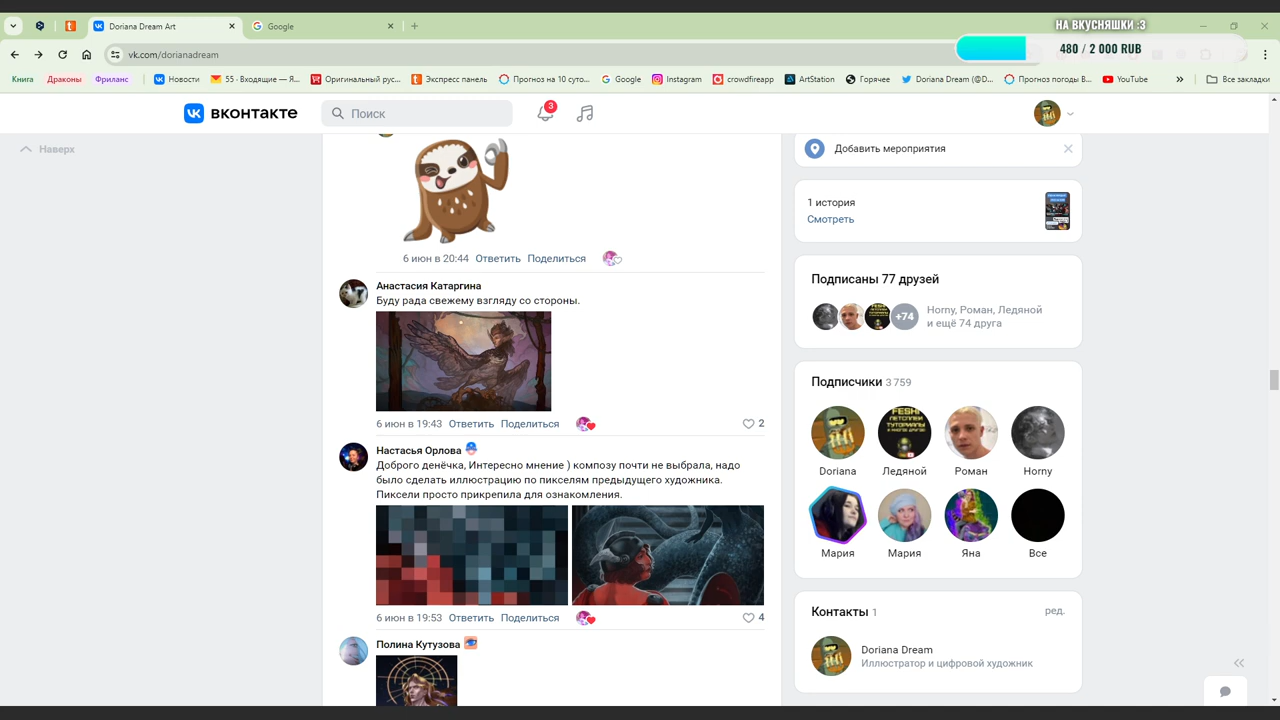 НА ВКУСНЯШКИ :3
480 / 2 000 RUB
Doriana Dream Art
Google
vk.com/dorianadream
Книга
Драконы
Фриланс
Новости
55 · Входящие — Я...
Оригинальный рус...
Экспресс панель
Прогноз на 10 суто...
Google
Instagram
crowdfireapp
ArtStation
Горячее
Doriana Dream (@D...
Прогноз погоды В...
YouTube
Все закладки
ВКОНТАКТЕ
Поиск
3
Наверх
6 июн в 20:44 Ответить Поделиться
Анастасия Катаргина
Буду рада свежему взгляду со стороны.
6 июн в 19:43 Ответить Поделиться
2
Настасья Орлова
Доброго денёчка, Интересно мнение ) композу почти не выбрала, надо
было сделать иллюстрацию по пикселям предыдущего художника.
Пиксели просто прикрепила для ознакомления.
6 июн в 19:53 Ответить Поделиться
4
Полина Кутузова
Добавить мероприятия
1 история
Смотреть
Подписаны 77 друзей
+74
Horny, Роман, Ледяной
и ещё 74 друга
Подписчики 3 759
FESKI
ЛЕТСПЛЕИ
ТУТОРИАЛЫ
Doriana
Ледяной
Роман
Horny
Мария
Мария
Яна
Все
Контакты 1
ред.
Doriana Dream
Иллюстратор и цифровой художник